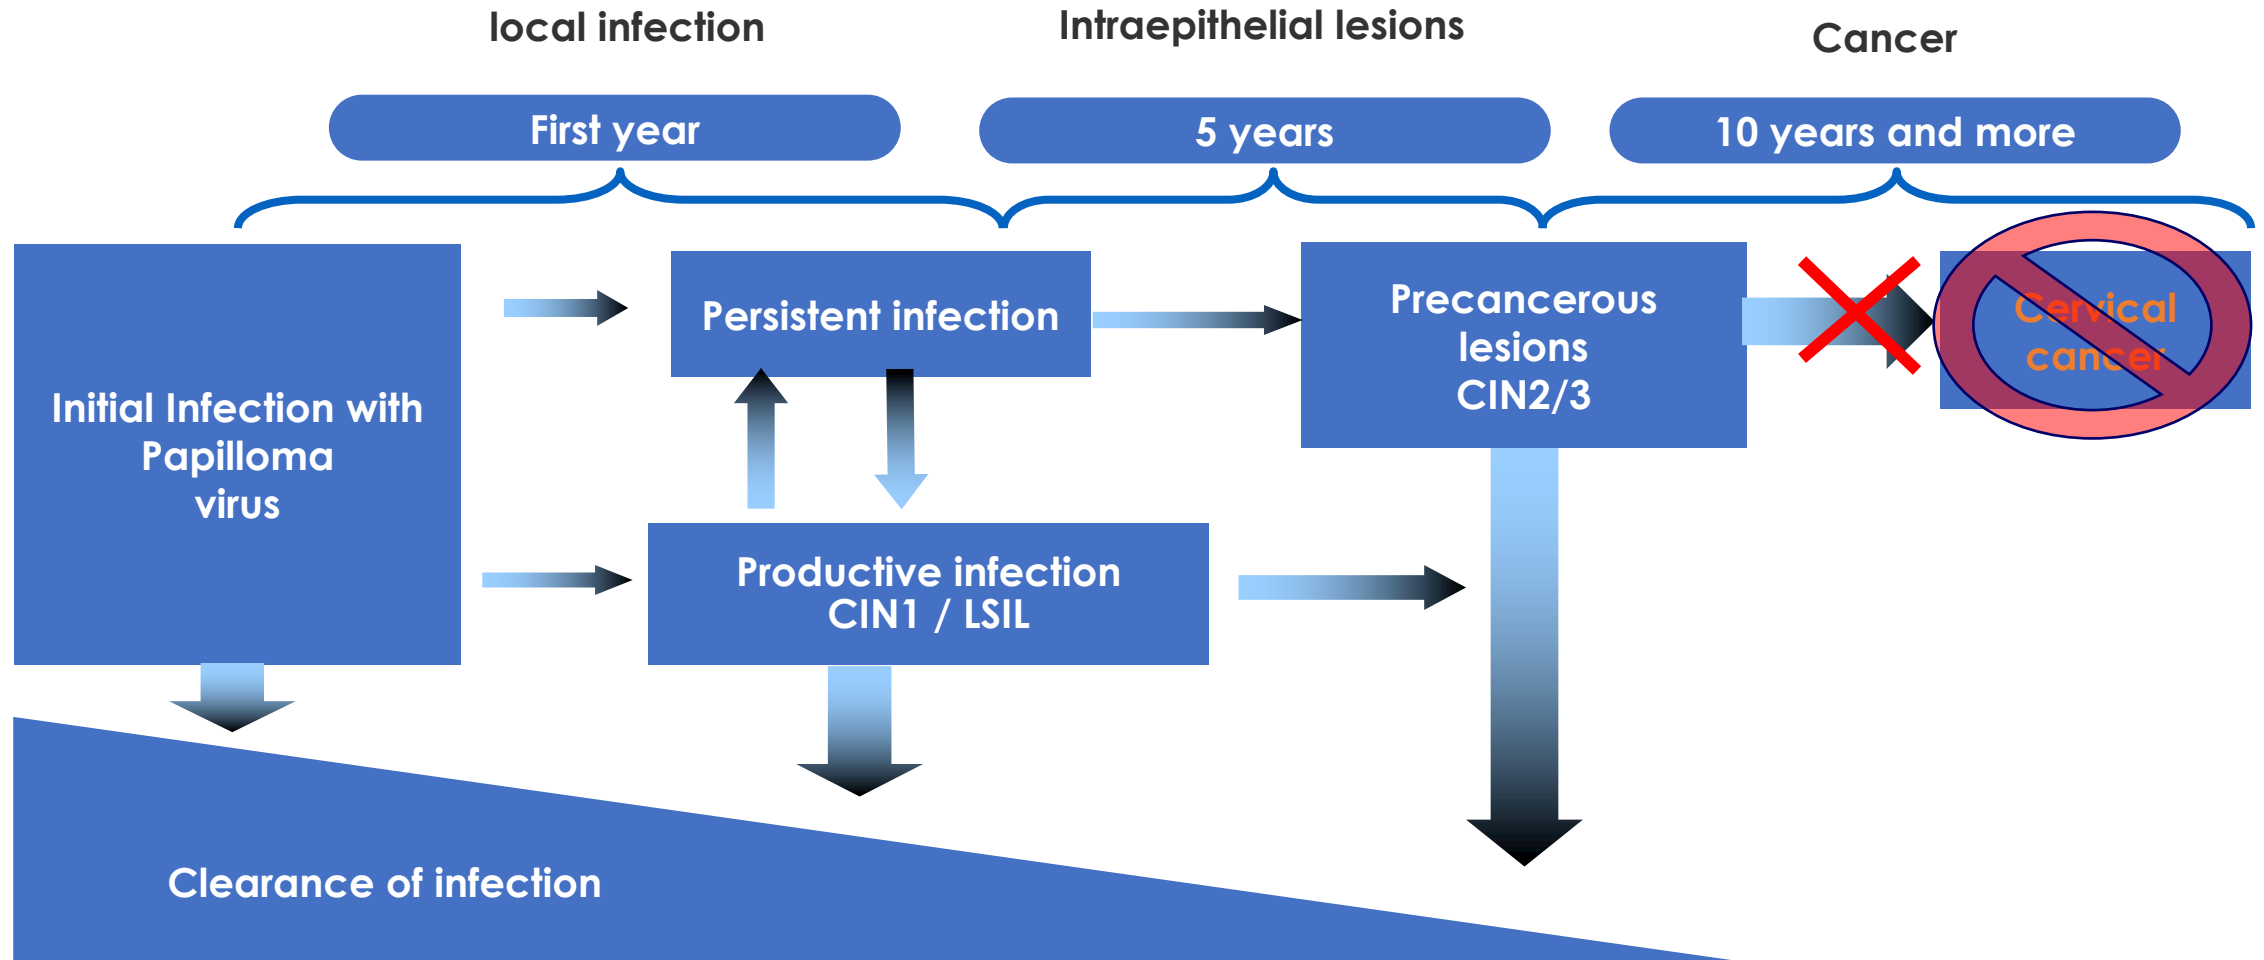 local infection
Intraepithelial lesions
Cancer
First year
5 years
10 years and more
Initial Infection with
Papilloma
virus
Persistent infection
Precancerous
lesions
CIN2/3
Cervical
cancer
Productive infection
CIN1 / LSIL
Clearance of infection